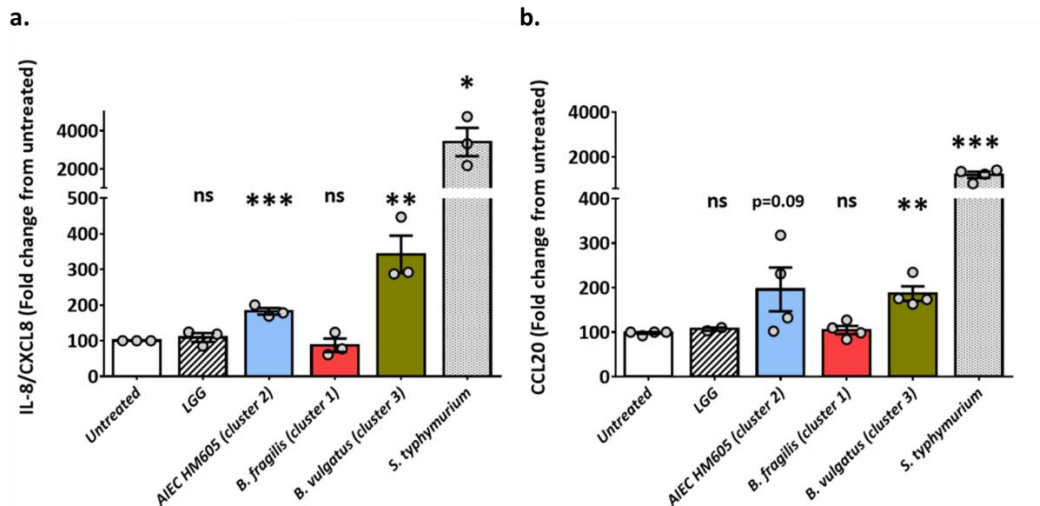 a.
IL-8/CXCL8 (Fold change from untreated)
4000
2000
500
400
300
200
100
0
ns
***
ns
**
*
Untreated
LGG
AIEC HM605 (cluster 2)
B. fragilis (cluster 1)
B. vulgatus (cluster 3)
S. typhymurium
b.
CCL20 (Fold change from untreated)
4000
2000
400
300
200
100
0
ns
p=0.09
ns
**
***
Untreated
LGG
AIEC HM605 (cluster 2)
B. fragilis (cluster 1)
B. vulgatus (cluster 3)
S. typhymurium